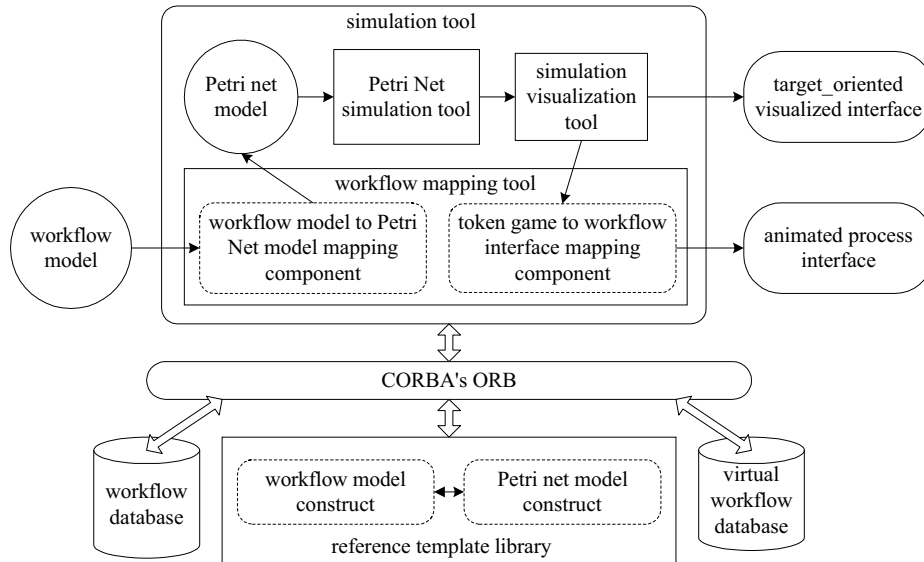 simulation tool
Petri net
model
Petri Net
simulation tool
simulation
visualization
tool
target_oriented
visualized interface
workflow mapping tool
workflow
model
workflow model to Petri
Net model mapping
component
token game to workflow
interface mapping
component
animated process
interface
CORBA's ORB
workflow
database
workflow model
construct
Petri net model
construct
reference template library
virtual
workflow
database